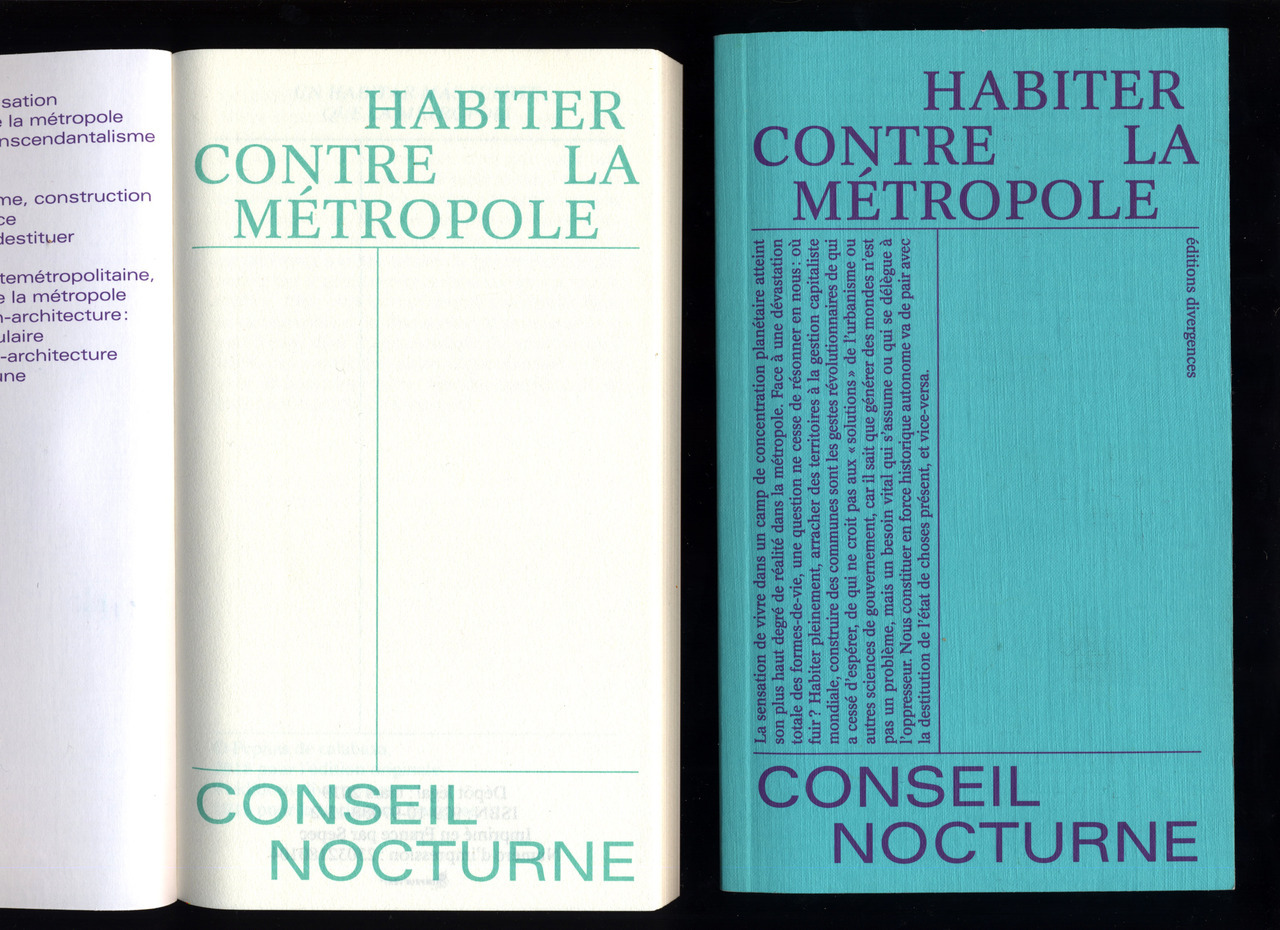 sation
e la métropole
nscendantalisme
me, construction
ce
destituer
temétropolitaine,
e la métropole
n-architecture :
ulaire
-architecture
une
HABITER
CONTRE LA
MÉTROPOLE
CONSEIL
NOCTURNE
Dépôt légal
Imprimé en France par Sepec
HABITER
CONTRE LA
MÉTROPOLE
La sensation de vivre dans un camp de concentration planétaire atteint
son plus haut degré de réalité dans la métropole. Face à une dévastation
totale des formes-de-vie, une question ne cesse de résonner en nous : où
fuir ? Habiter pleinement, arracher des territoires à la gestion capitaliste
mondiale, construire des communes sont les gestes révolutionnaires de qui
a cessé d'espérer, de qui ne croit pas aux « solutions » de l'urbanisme ou
autres sciences de gouvernement, car il sait que générer des mondes n'est
pas un problème, mais un besoin vital qui s'assume ou qui se délègue à
l'oppresseur. Nous constituer en force historique autonome va de pair avec
la destitution de l'état de choses présent, et vice-versa.
éditions divergences
CONSEIL
NOCTURNE